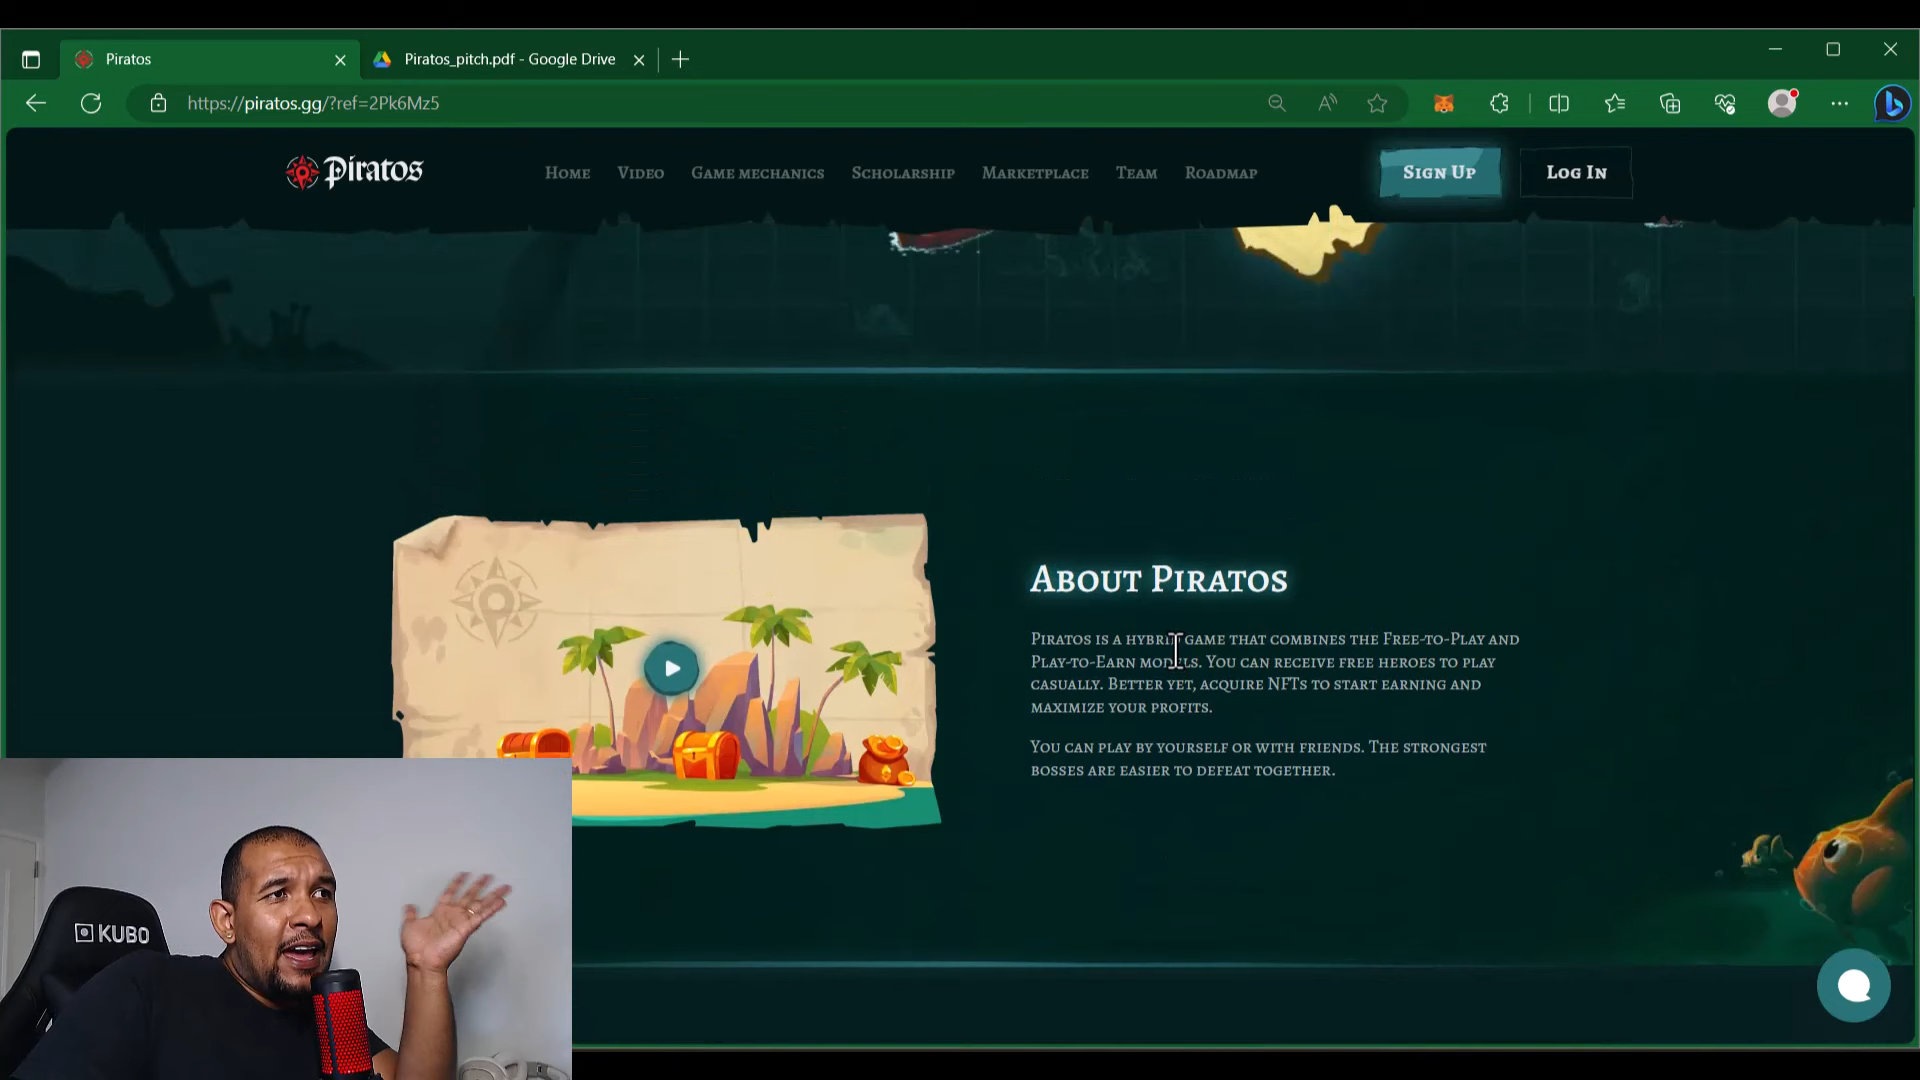 Piratos
Piratos_pitch.pdf - Google Drive
https://piratos.gg/?ref=2Pk6Mz5
Piratos
Home
Video
Game mechanics
Scholarship
Marketplace
Team
Roadmap
Sign Up
Log In
About Piratos
Piratos is a hybrid game that combines the Free-to-Play and
Play-to-Earn models. You can receive free heroes to play
casually. Better yet, acquire NFTs to start earning and
maximize your profits.
You can play by yourself or with friends. The strongest
bosses are easier to defeat together.
KUBO